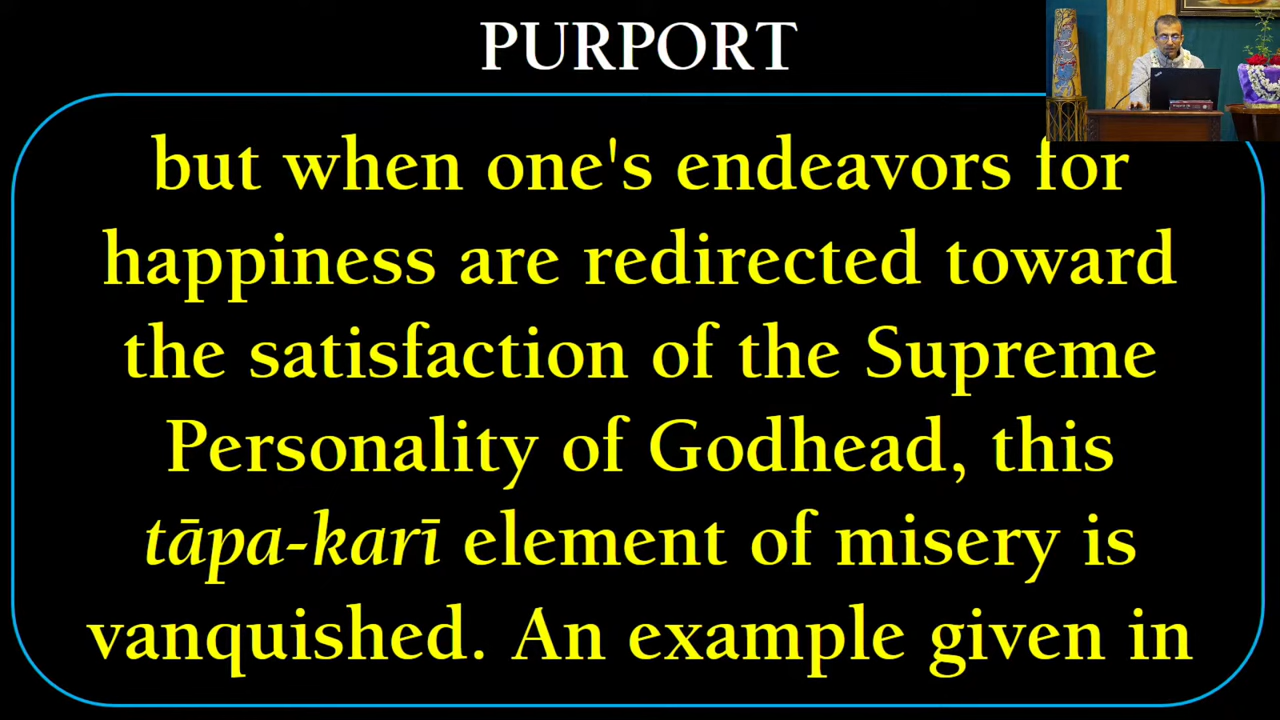 PURPORT
but when one's endeavors for
happiness are redirected toward
the satisfaction of the Supreme
Personality of Godhead, this
tāpa-karī element of misery is
vanquished. An example given in